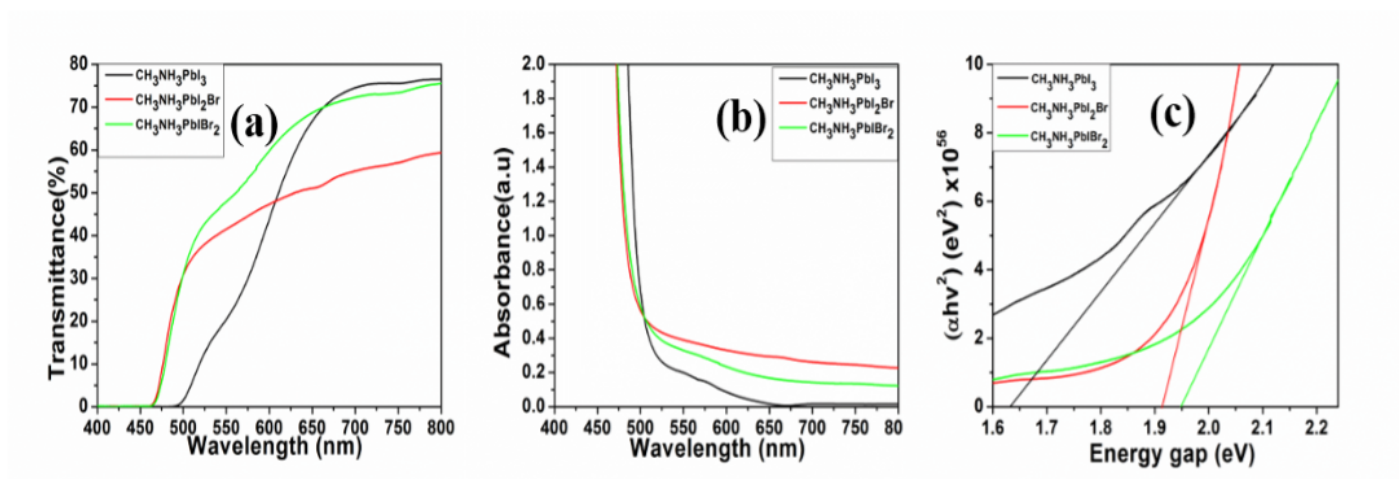 80
70
60
50
40
30
20
10
0
Transmittance(%)
CH₃NH₃PbI₃
CH₃NH₃PbI₂Br
CH₃NH₃PbIBr₂
(a)
400 450 500 550 600 650 700 750 800
Wavelength (nm)
2.0
1.8
1.6
1.4
1.2
1.0
0.8
0.6
0.4
0.2
0.0
Absorbance(a.u)
CH₃NH₃PbI₃
CH₃NH₃PbI₂Br
CH₃NH₃PbIBr₂
(b)
400 450 500 550 600 650 700 750 800
Wavelength (nm)
10
8
6
4
2
0
(αhv²) (eV²) x10⁵⁶
CH₃NH₃PbI₃
CH₃NH₃PbI₂Br
CH₃NH₃PbIBr₂
(c)
1.6 1.7 1.8 1.9 2.0 2.1 2.2
Energy gap (eV)